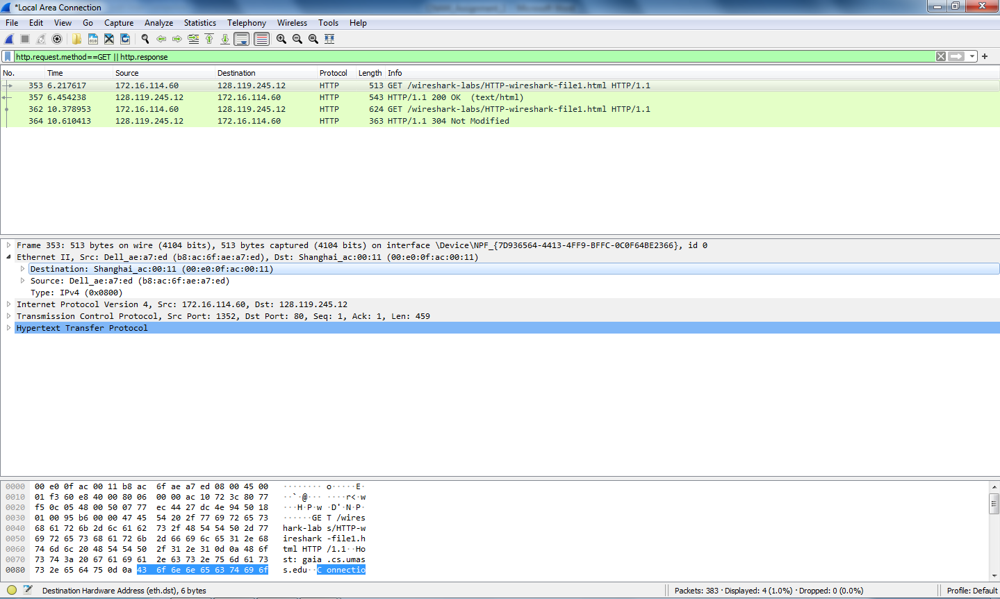 *Local Area Connection
File Edit View Go Capture Analyze Statistics Telephony Wireless Tools Help
http.request.method==GET || http.response
No. Time Source Destination Protocol Length Info
353 6.217617 172.16.114.60 128.119.245.12 HTTP 513 GET /wireshark-labs/HTTP-wireshark-file1.html HTTP/1.1
357 6.454238 128.119.245.12 172.16.114.60 HTTP 543 HTTP/1.1 200 OK (text/html)
362 10.378953 172.16.114.60 128.119.245.12 HTTP 624 GET /wireshark-labs/HTTP-wireshark-file1.html HTTP/1.1
364 10.610413 128.119.245.12 172.16.114.60 HTTP 363 HTTP/1.1 304 Not Modified
Frame 353: 513 bytes on wire (4104 bits), 513 bytes captured (4104 bits) on interface \Device\NPF_{7D936564-4413-4FF9-BFFC-0C0F64BE2366}, id 0
Ethernet II, Src: Dell_ae:a7:ed (b8:ac:6f:ae:a7:ed), Dst: Shanghai_ac:00:11 (00:e0:0f:ac:00:11)
Destination: Shanghai_ac:00:11 (00:e0:0f:ac:00:11)
Source: Dell_ae:a7:ed (b8:ac:6f:ae:a7:ed)
Type: IPv4 (0x0800)
Internet Protocol Version 4, Src: 172.16.114.60, Dst: 128.119.245.12
Transmission Control Protocol, Src Port: 1352, Dst Port: 80, Seq: 1, Ack: 1, Len: 459
Hypertext Transfer Protocol
0000 00 e0 0f ac 00 11 b8 ac 6f ae a7 ed 08 00 45 00 ········ o·····E·
0010 01 f3 60 e8 40 00 80 06 00 00 ac 10 72 3c 80 77 ··`·@··· ····r<·w
0020 f5 0c 05 48 00 50 07 77 ec 44 27 dc 4e 94 50 18 ···H·P·w ·D'·N·P·
0030 01 00 95 b6 00 00 47 45 54 20 2f 77 69 72 65 73 ······GE T /wires
0040 68 61 72 6b 2d 6c 61 62 73 2f 48 54 54 50 2d 77 hark-lab s/HTTP-w
0050 69 72 65 73 68 61 72 6b 2d 66 69 6c 65 31 2e 68 ireshark -file1.h
0060 74 6d 6c 20 48 54 54 50 2f 31 2e 31 0d 0a 48 6f tml HTTP /1.1··Ho
0070 73 74 3a 20 67 61 69 61 2e 63 73 2e 75 6d 61 73 st: gaia .cs.umas
0080 73 2e 65 64 75 0d 0a 43 6f 6e 6e 65 63 74 69 6f s.edu··C onnectio
Destination Hardware Address (eth.dst), 6 bytes Packets: 383 · Displayed: 4 (1.0%) · Dropped: 0 (0.0%) Profile: Default